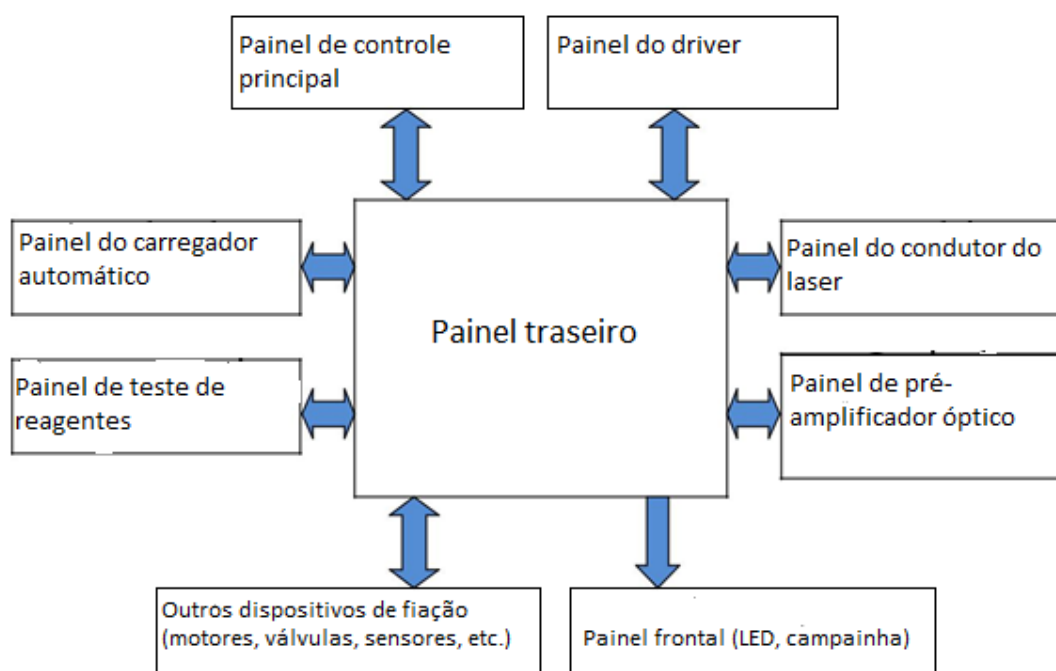 Painel de controle
principal
Painel do driver
Painel do carregador
automático
Painel do condutor do
laser
Painel traseiro
Painel de teste de
reagentes
Painel de pré-
amplificador óptico
Outros dispositivos de fiação
(motores, válvulas, sensores, etc.)
Painel frontal (LED, campainha)